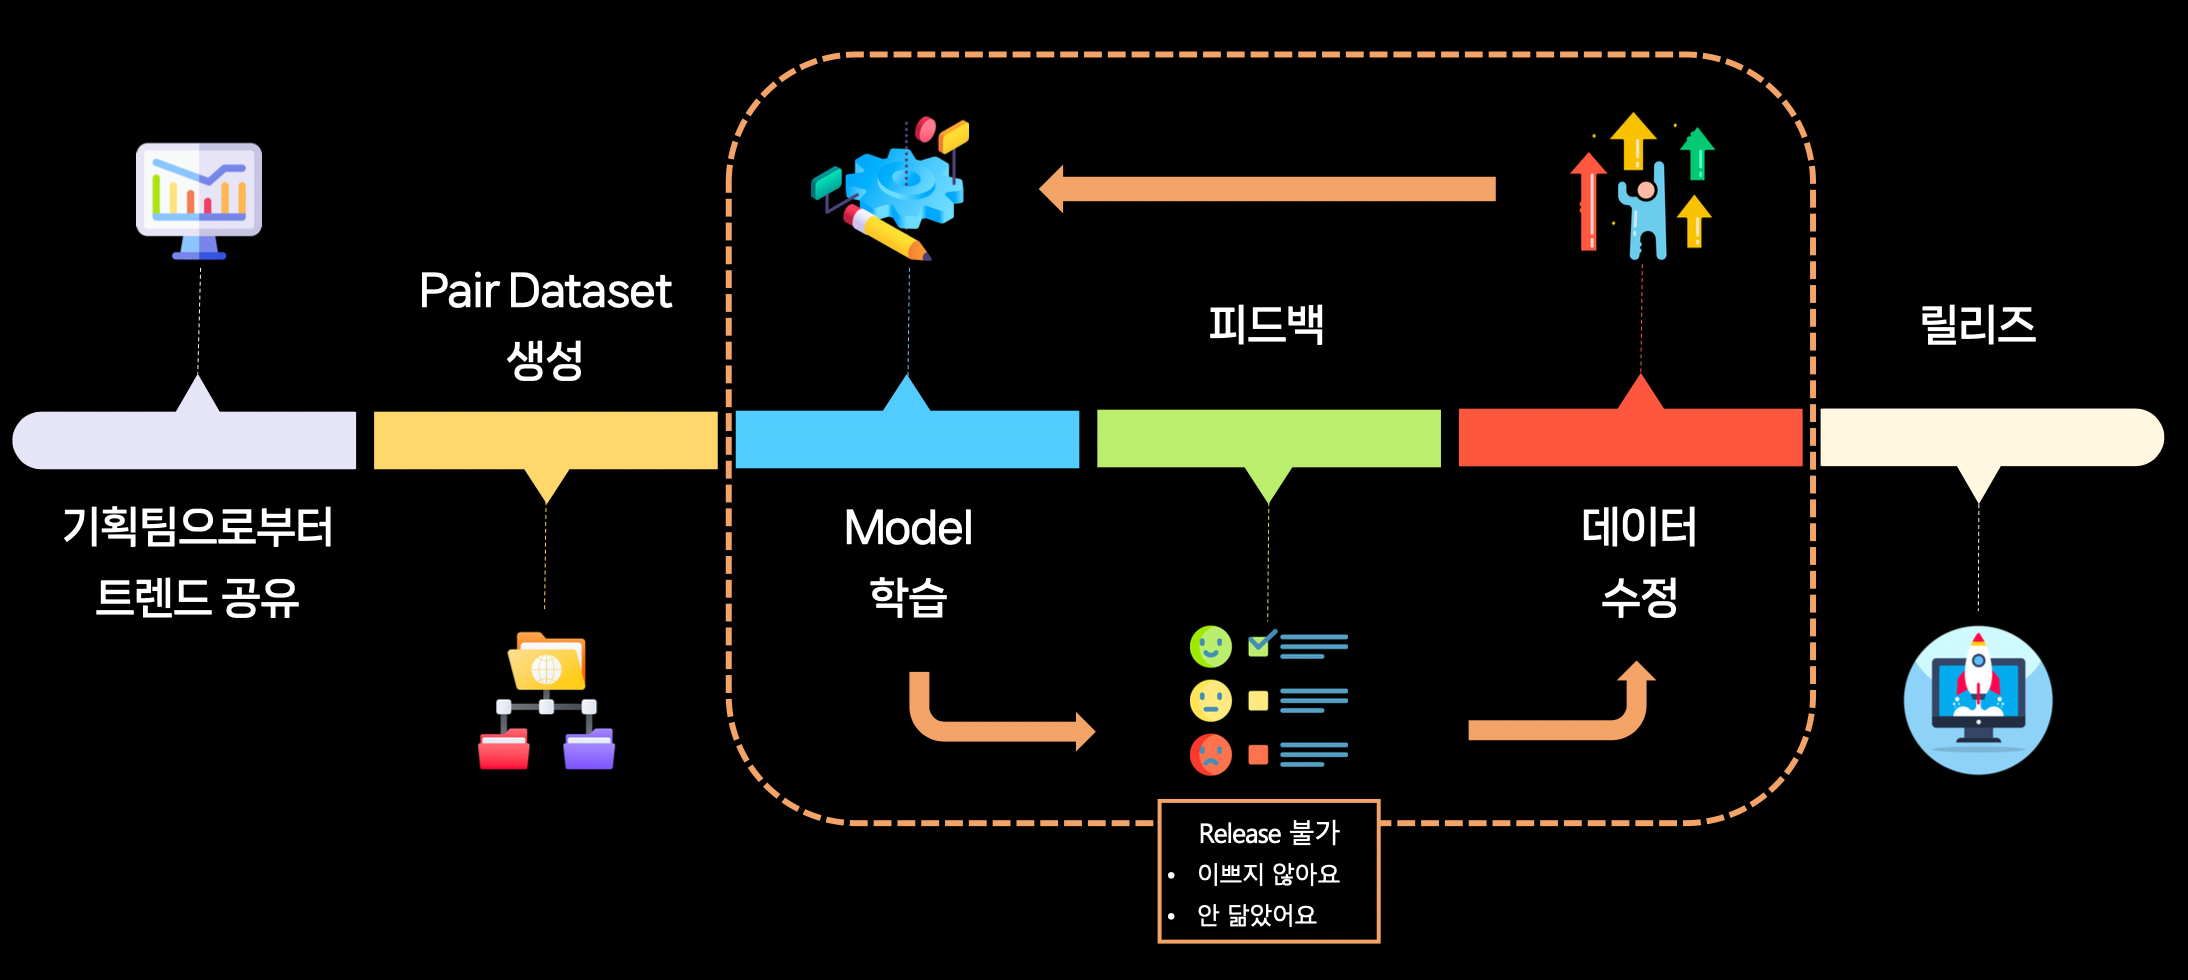 기획팀으로부터
트렌드 공유
Pair Dataset
생성
Model
학습
피드백
데이터
수정
릴리즈
Release 불가
• 이쁘지 않아요
• 안 닮았어요